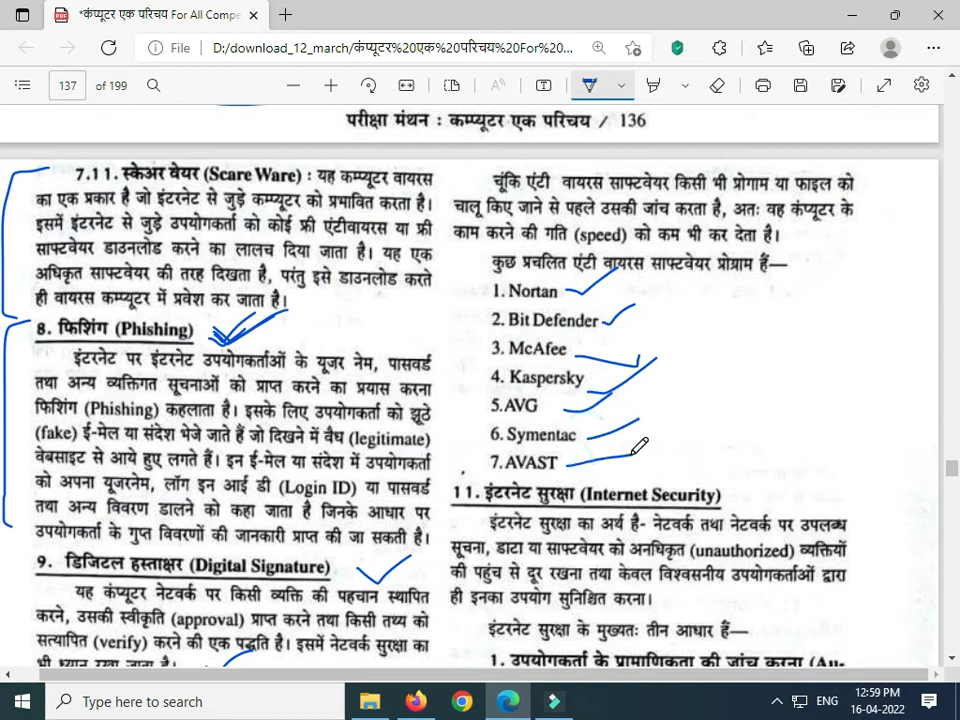 *कंप्यूटर एक परिचय For All Compe
File
D:/download_12_march/कंप्यूटर%20एक%20परिचय%20For%20...
137 of 199
परीक्षा मंथन : कम्प्यूटर एक परिचय / 136
7.11. स्केअर वेयर (Scare Ware) : यह कम्प्यूटर वायरस
का एक प्रकार है जो इंटरनेट से जुड़े कम्प्यूटर को प्रभावित करता है।
इसमें इंटरनेट से जुड़े उपयोगकर्ता को कोई फ्री एंटीवायरस या फ्री
साफ्टवेयर डाउनलोड करने का लालच दिया जाता है। यह एक
अधिकृत साफ्टवेयर की तरह दिखता है, परंतु इसे डाउनलोड करते
ही वायरस कम्प्यूटर में प्रवेश कर जाता है।
8. फिशिंग (Phishing)
इंटरनेट पर इंटरनेट उपयोगकर्ताओं के यूजर नेम, पासवर्ड
तथा अन्य व्यक्तिगत सूचनाओं को प्राप्त करने का प्रयास करना
फिशिंग (Phishing) कहलाता है। इसके लिए उपयोगकर्ता को झूठे
(fake) ई-मेल या संदेश भेजे जाते हैं जो दिखने में वैध (legitimate)
वेबसाइट से आये हुए लगते हैं। इन ई-मेल या संदेश में उपयोगकर्ता
को अपना यूजरनेम, लॉग इन आई डी (Login ID) या पासवर्ड
तथा अन्य विवरण डालने को कहा जाता है जिनके आधार पर
उपयोगकर्ता के गुप्त विवरणों की जानकारी प्राप्त की जा सकती है।
9. डिजिटल हस्ताक्षर (Digital Signature)
यह कंप्यूटर नेटवर्क पर किसी व्यक्ति की पहचान स्थापित
करने, उसकी स्वीकृति (approval) प्राप्त करने तथा किसी तथ्य को
सत्यापित (verify) करने की एक पद्धति है। इसमें नेटवर्क सुरक्षा का
भी ध्यान रखा जाता है।
चूंकि एंटी वायरस साफ्टवेयर किसी भी प्रोगाम या फाइल को
चालू किए जाने से पहले उसकी जांच करता है, अतः वह कंप्यूटर के
काम करने की गति (speed) को कम भी कर देता है।
कुछ प्रचलित एंटी वायरस साफ्टवेयर प्रोग्राम हैं—
1. Nortan
2. Bit Defender
3. McAfee
4. Kaspersky
5.AVG
6. Symentac
7.AVAST
11. इंटरनेट सुरक्षा (Internet Security)
इंटरनेट सुरक्षा का अर्थ है- नेटवर्क तथा नेटवर्क पर उपलब्ध
सूचना, डाटा या साफ्टवेयर को अनधिकृत (unauthorized) व्यक्तियों
की पहुंच से दूर रखना तथा केवल विश्वसनीय उपयोगकर्ताओं द्वारा
ही इनका उपयोग सुनिश्चित करना।
इंटरनेट सुरक्षा के मुख्यतः तीन आधार हैं—
1. उपयोगकर्ता के प्रामाणिकता की जांच करना (Au-
Type here to search
ENG
12:59 PM
16-04-2022